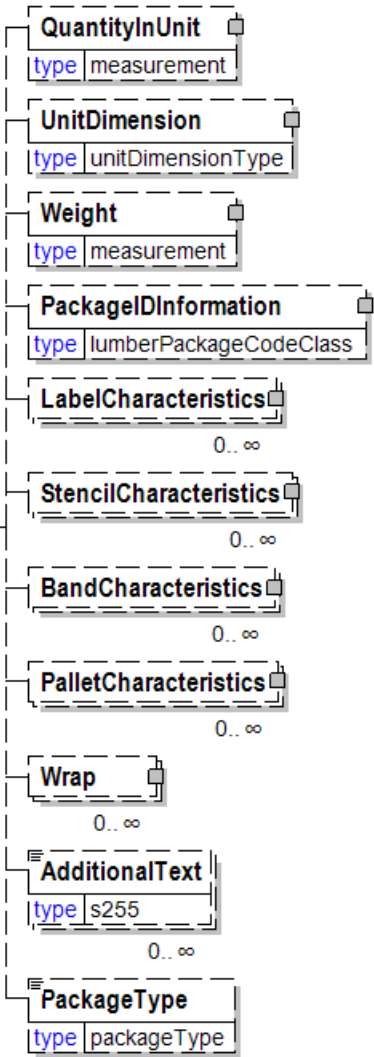 QuantityInUnit
type measurement
UnitDimension
type unitDimensionType
Weight
type measurement
PackageIDInformation
type lumberPackageCodeClass
LabelCharacteristics
0.. ∞
StencilCharacteristics
0.. ∞
BandCharacteristics
0.. ∞
PalletCharacteristics
0.. ∞
Wrap
0.. ∞
AdditionalText
type s255
0.. ∞
PackageType
type packageType